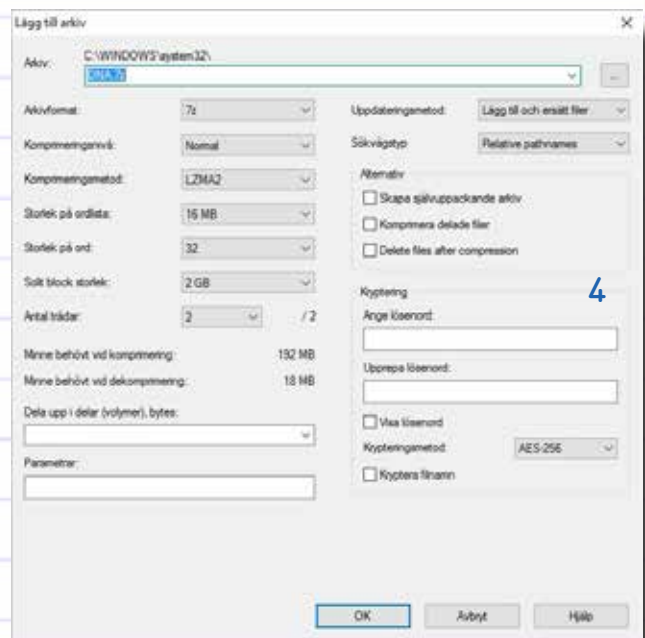 Lägg till arkiv
Arkiv:
C:\WINDOWS\system32\
DNA.7z
...
Arkivformat:
7z
Komprimeringsnivå:
Normal
Komprimeringsmetod:
LZMA2
Storlek på ordlista:
16 MB
Storlek på ord:
32
Solit block storlek:
2 GB
Antal trådar:
2
/ 2
Minne behövt vid komprimering:
192 MB
Minne behövt vid dekomprimering:
18 MB
Dela upp i delar (volymer), bytes:
Parametrar:
Uppdateringsmetod:
Lägg till och ersätt filer
Sökvägstyp
Relative pathnames
Alternativ
Skapa självuppackande arkiv
Komprimera delade filer
Delete files after compression
Kryptering
4
Ange lösenord:
Upprepa lösenord:
Visa lösenord
Krypteringsmetod:
AES-256
Kryptera filnamn
OK
Avbryt
Hjälp